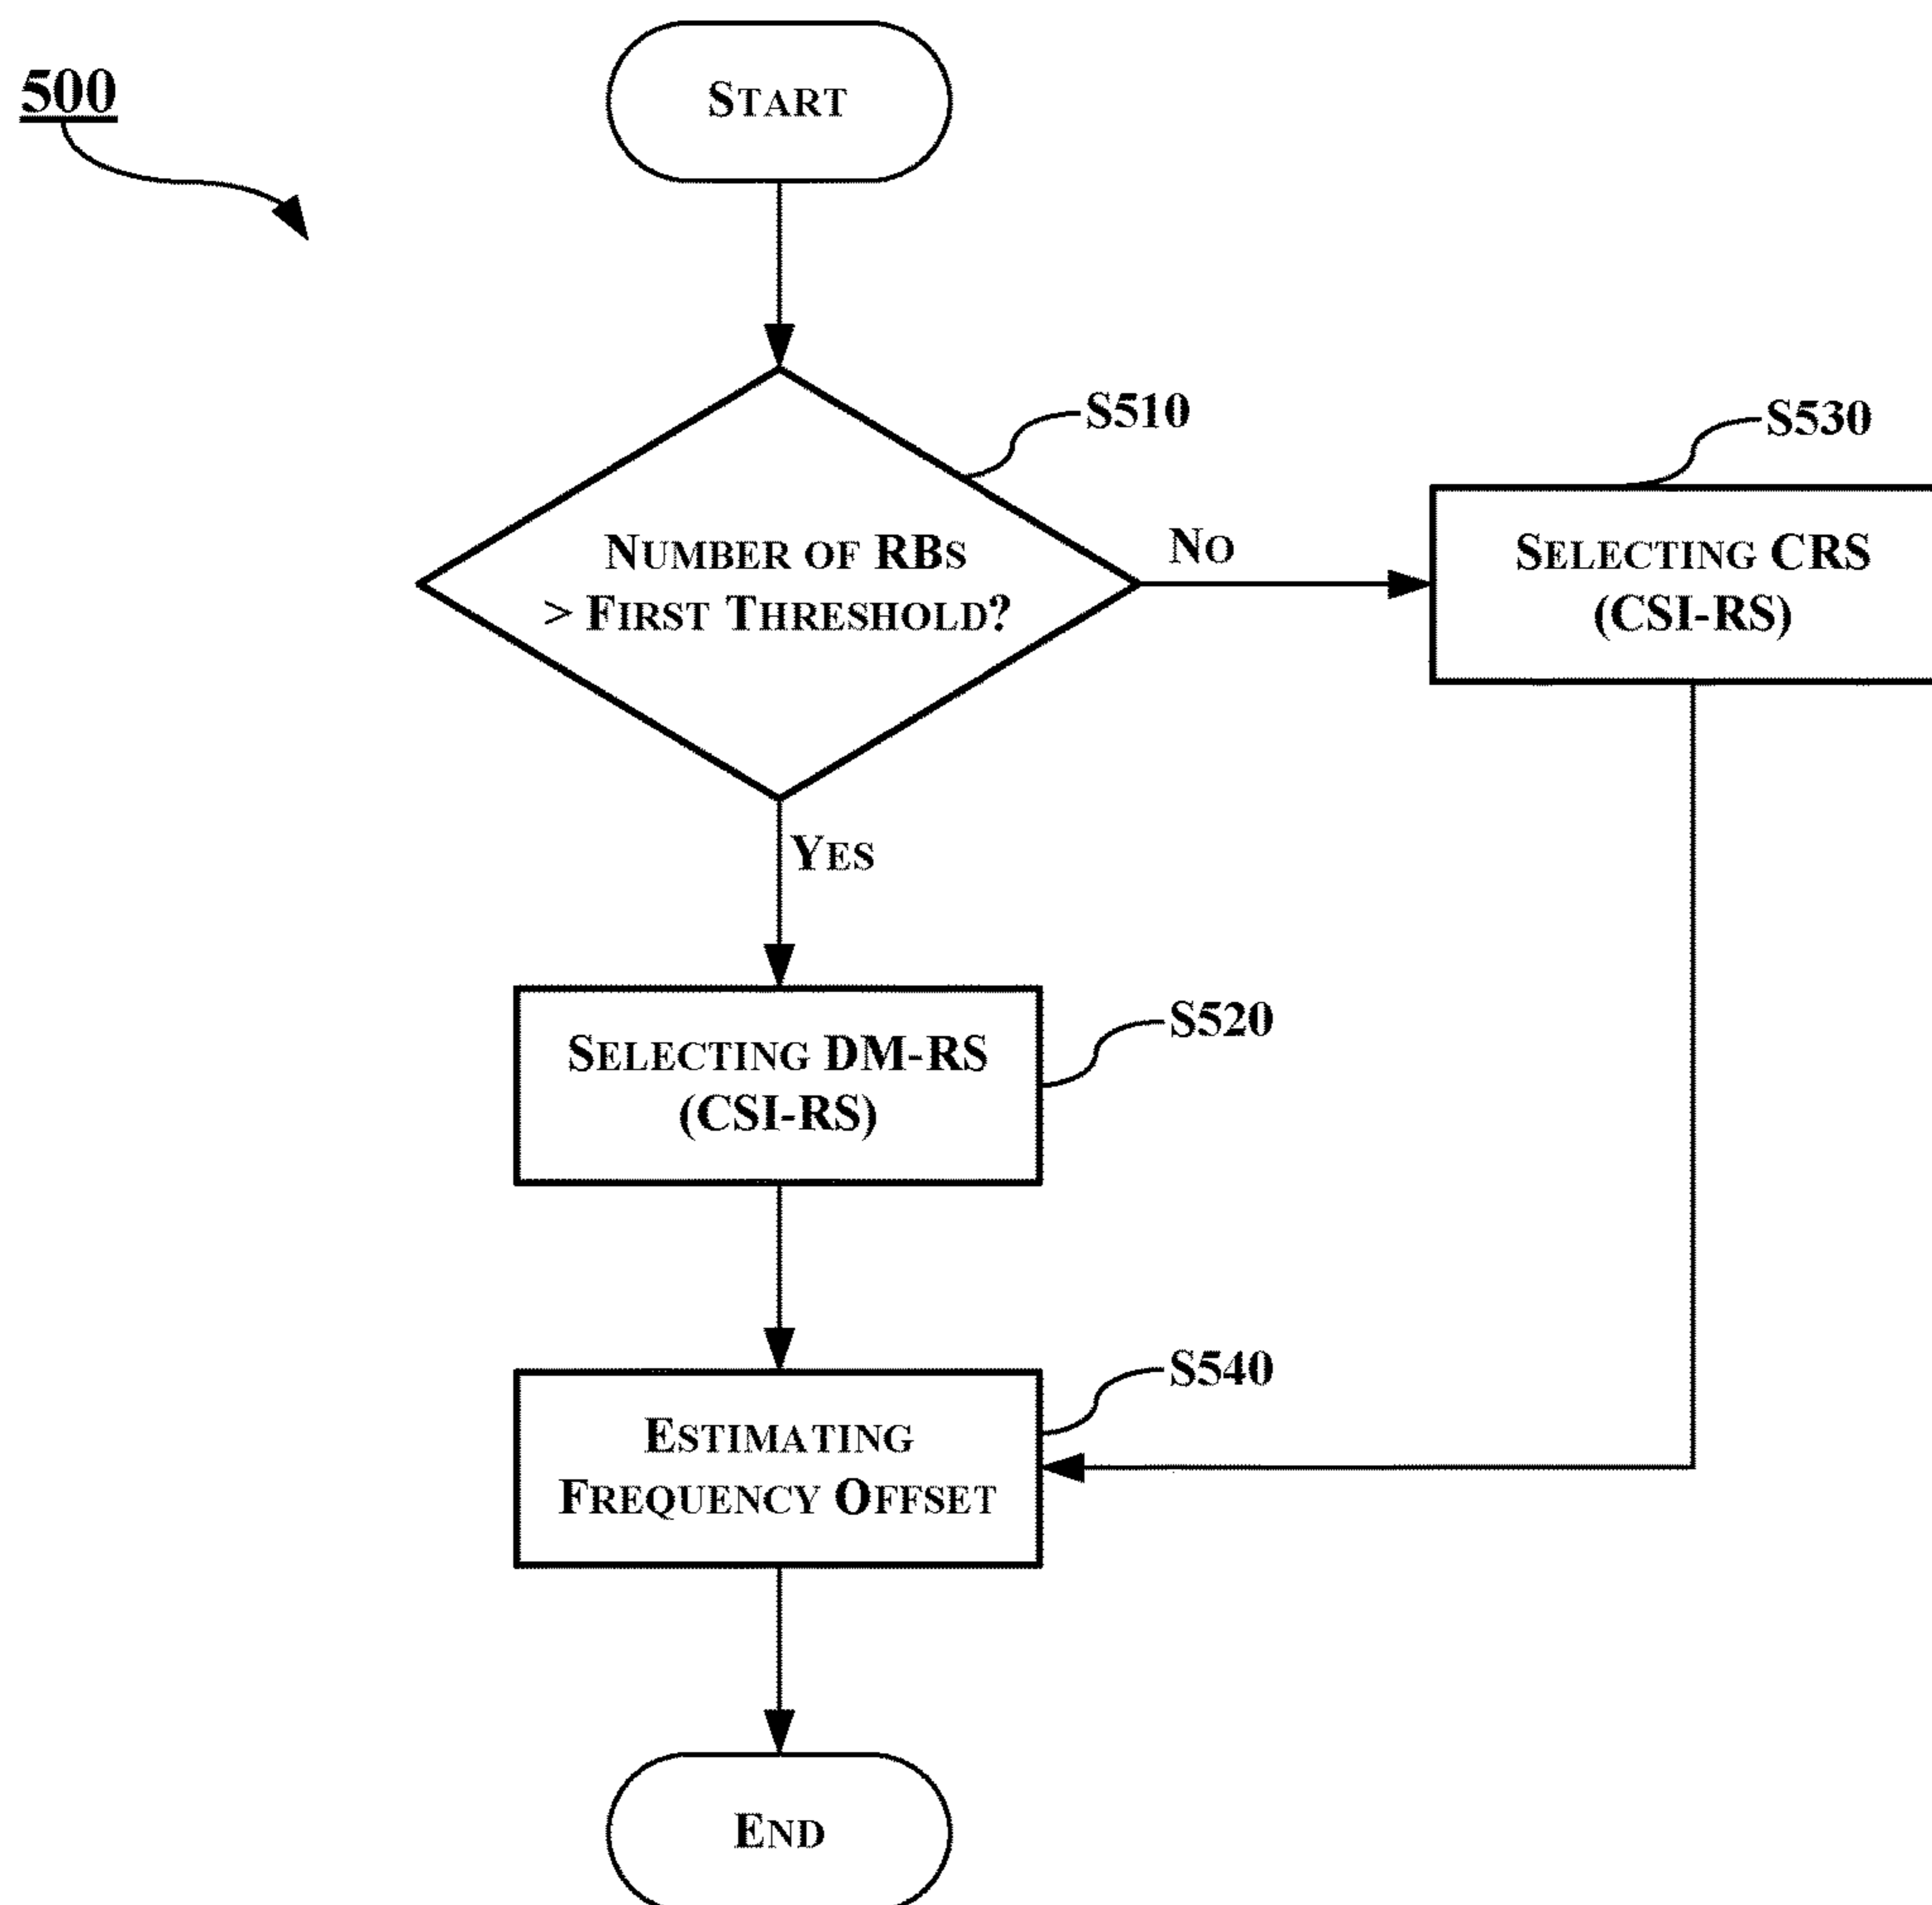 500
START
S510
NUMBER OF RBS
> FIRST THRESHOLD?
NO
S530
SELECTING CRS
(CSI-RS)
YES
S520
SELECTING DM-RS
(CSI-RS)
S540
ESTIMATING
FREQUENCY OFFSET
END